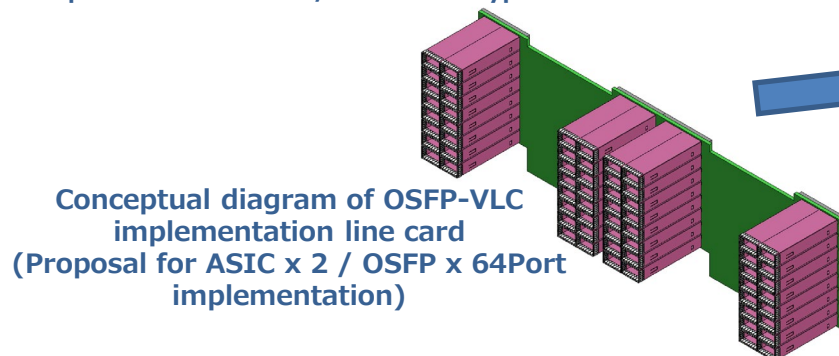 Conceptual diagram of OSFP-VLC
implementation line card
(Proposal for ASIC x 2 / OSFP x 64Port
implementation)